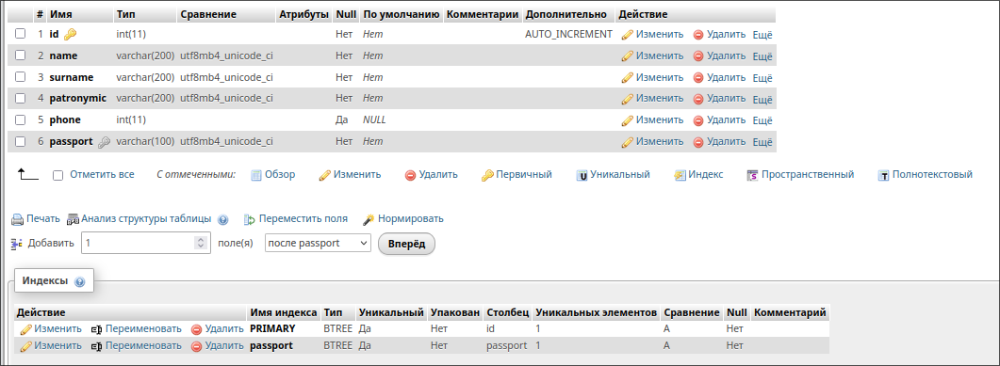 # Имя Тип Сравнение Атрибуты Null По умолчанию Комментарии Дополнительно Действие
1 id int(11) Нет Нет AUTO_INCREMENT Изменить Удалить Ещё
2 name varchar(200) utf8mb4_unicode_ci Нет Нет Изменить Удалить Ещё
3 surname varchar(200) utf8mb4_unicode_ci Нет Нет Изменить Удалить Ещё
4 patronymic varchar(200) utf8mb4_unicode_ci Нет Нет Изменить Удалить Ещё
5 phone int(11) Да NULL Изменить Удалить Ещё
6 passport varchar(100) utf8mb4_unicode_ci Нет Нет Изменить Удалить Ещё
Отметить все С отмеченными: Обзор Изменить Удалить Первичный Уникальный Индекс Пространственный Полнотекстовый
Печать Анализ структуры таблицы Переместить поля Нормировать
Добавить 1 поле(я) после passport Вперёд
Индексы
Действие Имя индекса Тип Уникальный Упакован Столбец Уникальных элементов Сравнение Null Комментарий
Изменить Переименовать Удалить PRIMARY BTREE Да Нет id 1 A Нет
Изменить Переименовать Удалить passport BTREE Да Нет passport 1 A Нет